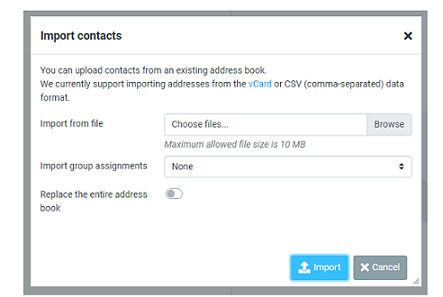 Import contacts
You can upload contacts from an existing address book.
We currently support importing addresses from the vCard or CSV (comma-separated) data
format.
Import from file
Choose files...
Browse
Maximum allowed file size is 10 MB
Import group assignments
None
Replace the entire address
book
Import
Cancel